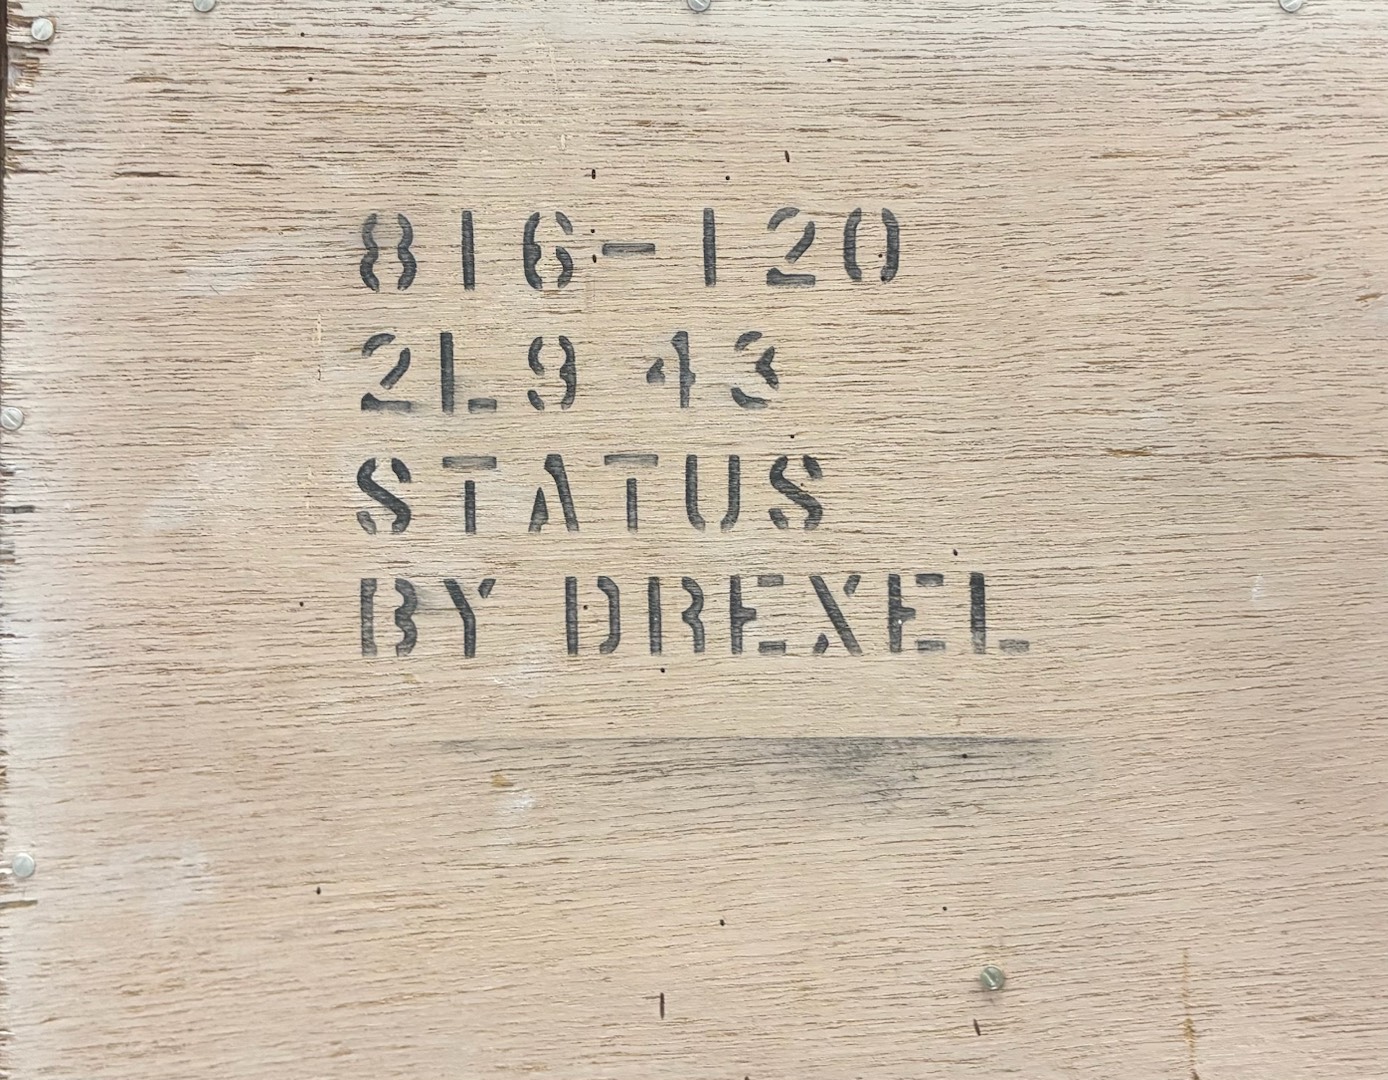 816-120
2L9 43
STATUS
BY DREXEL